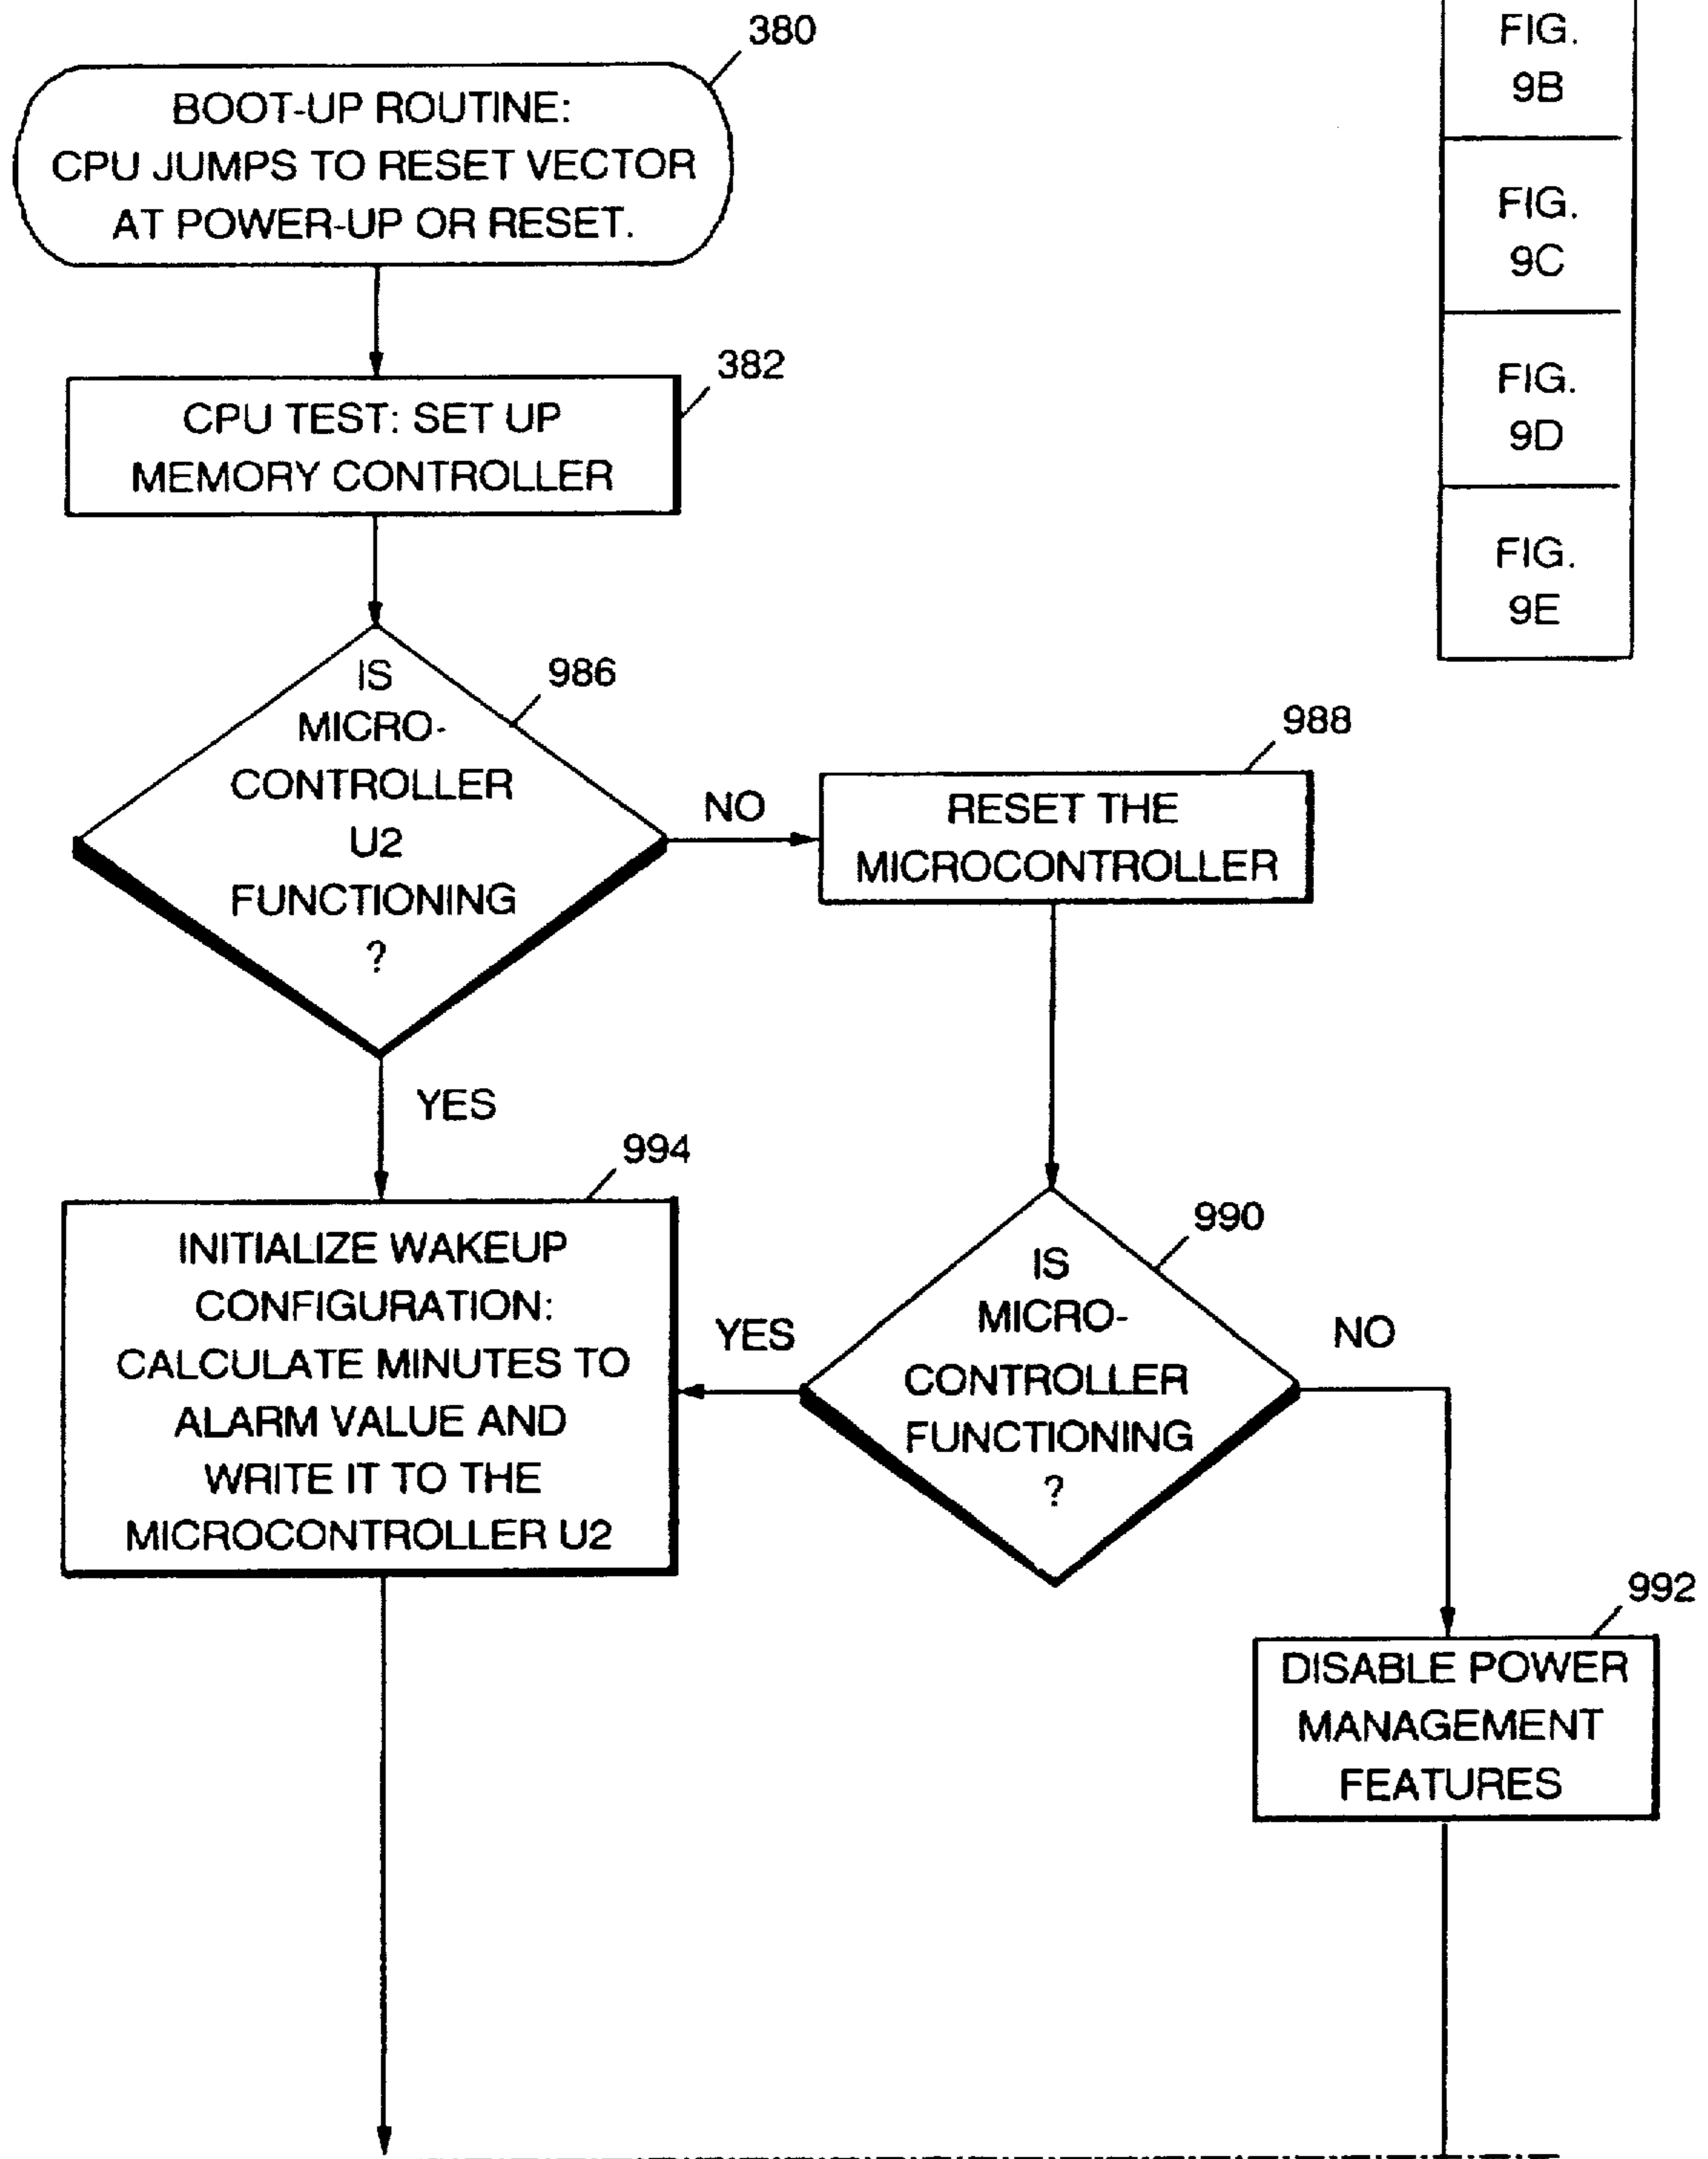 380
BOOT-UP ROUTINE:
CPU JUMPS TO RESET VECTOR
AT POWER-UP OR RESET.
382
CPU TEST: SET UP
MEMORY CONTROLLER
986
IS
MICRO-
CONTROLLER
U2
FUNCTIONING
?
NO
988
RESET THE
MICROCONTROLLER
YES
994
INITIALIZE WAKEUP
CONFIGURATION:
CALCULATE MINUTES TO
ALARM VALUE AND
WRITE IT TO THE
MICROCONTROLLER U2
990
IS
MICRO-
CONTROLLER
FUNCTIONING
?
YES
NO
992
DISABLE POWER
MANAGEMENT
FEATURES
FIG.
9B
FIG.
9C
FIG.
9D
FIG.
9E